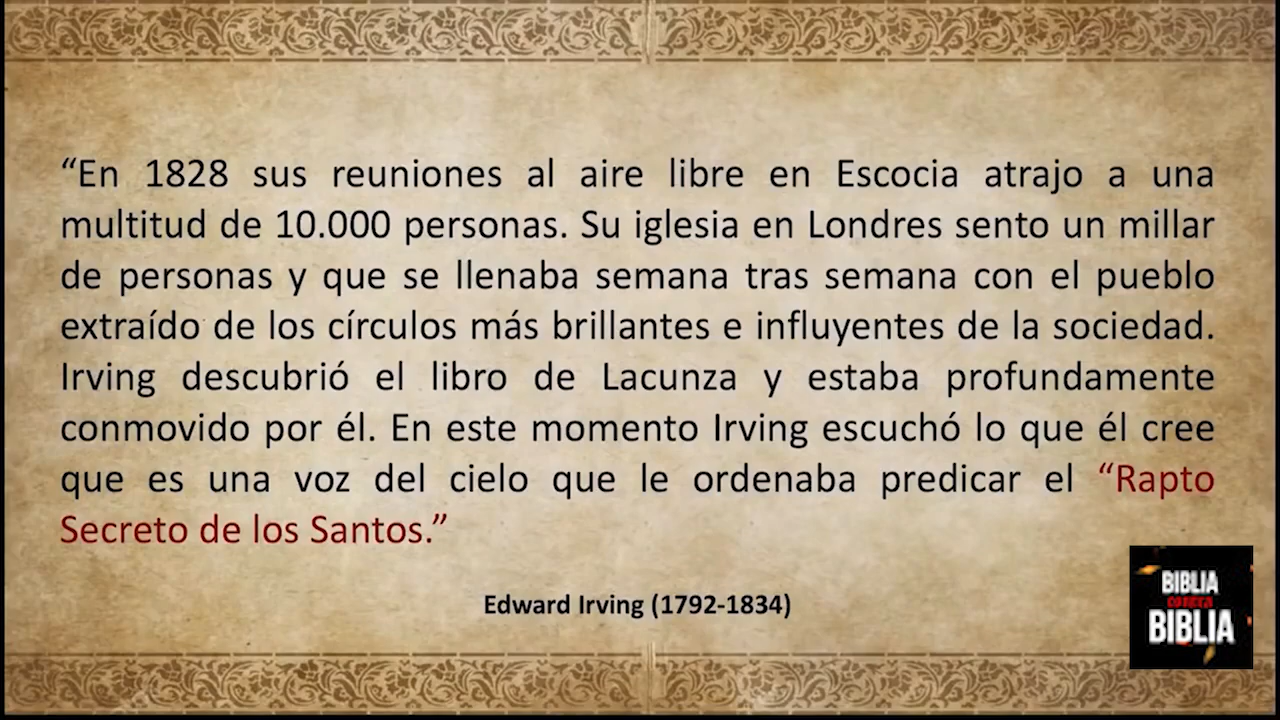 “En 1828 sus reuniones al aire libre en Escocia atrajo a una
multitud de 10.000 personas. Su iglesia en Londres sento un millar
de personas y que se llenaba semana tras semana con el pueblo
extraído de los círculos más brillantes e influyentes de la sociedad.
Irving descubrió el libro de Lacunza y estaba profundamente
conmovido por él. En este momento Irving escuchó lo que él cree
que es una voz del cielo que le ordenaba predicar el “Rapto
Secreto de los Santos.”
Edward Irving (1792-1834)
BIBLIA
BIBLIA